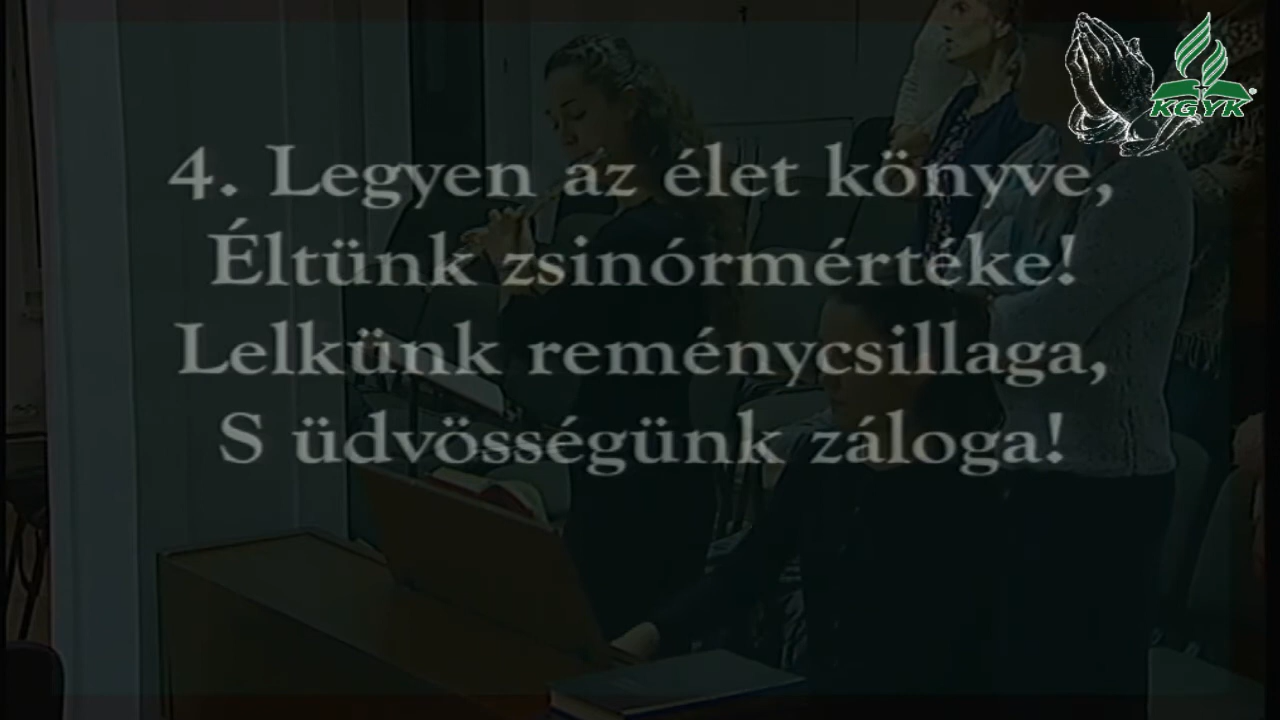 KGYK
4. Legyen az élet könyve,
Éltünk zsinórmértéke!
Lelkünk reménycsillaga,
S üdvösségünk záloga!